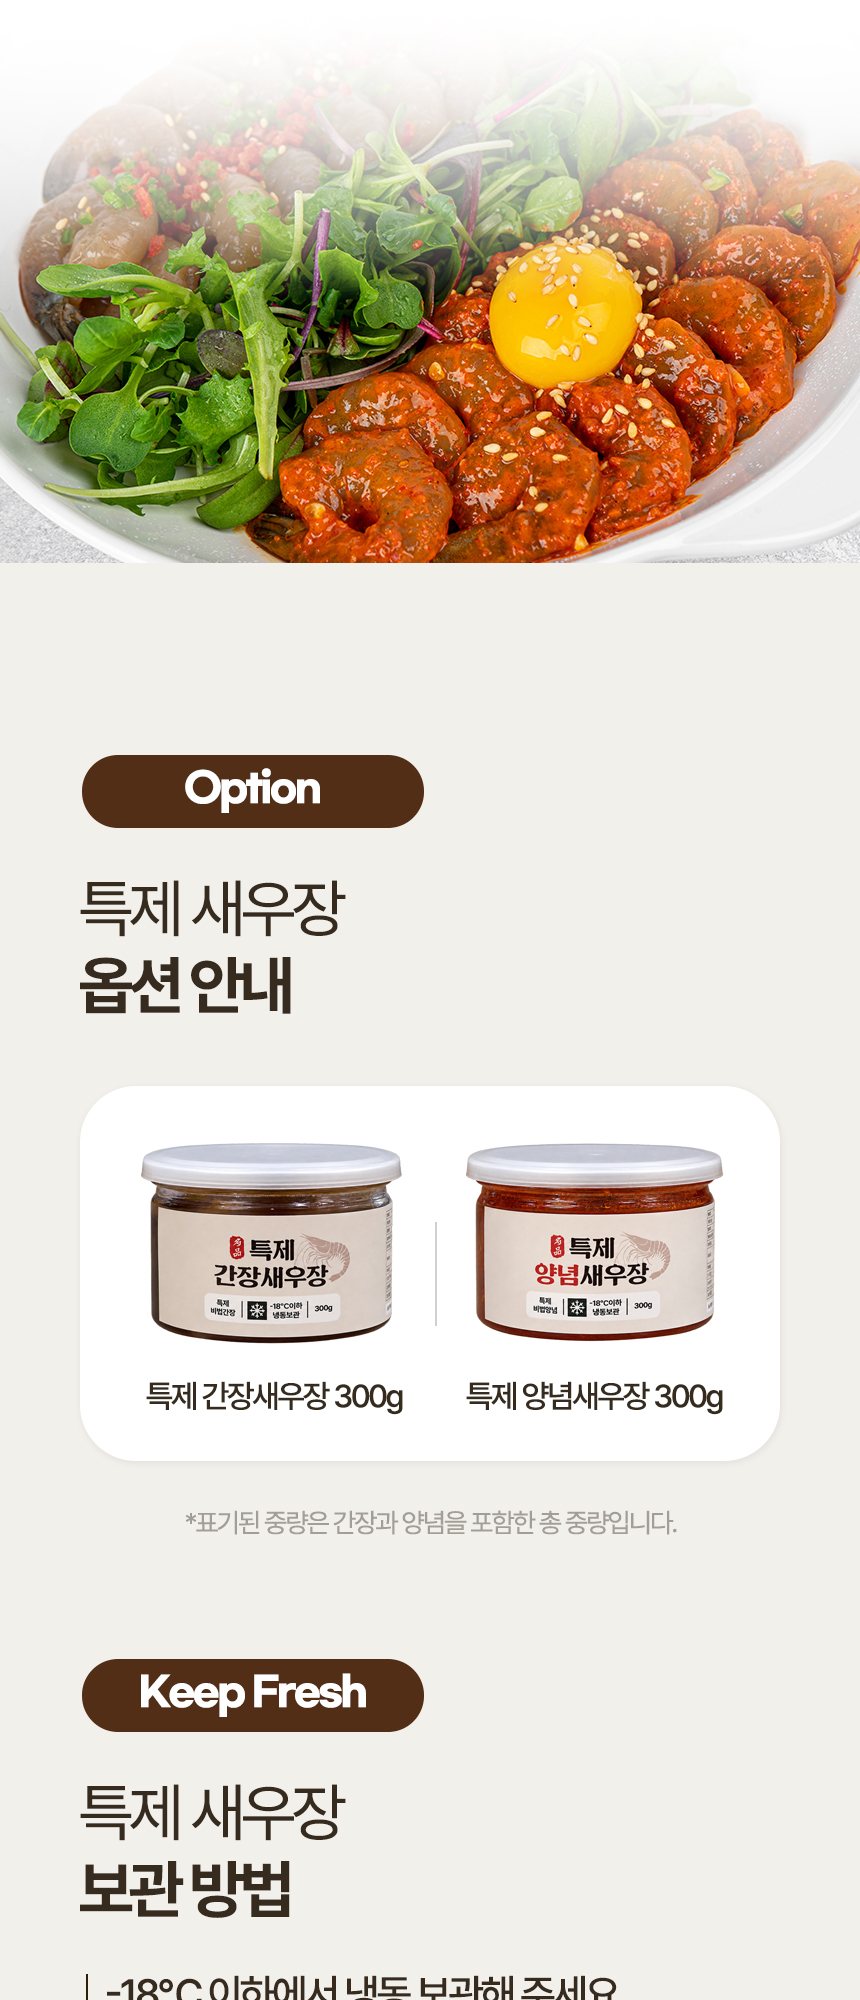 Option
특제 새우장
옵션 안내
특제
간장새우장
특제
비법간장
-18°C이하
냉동보관
300g
특제
양념새우장
특제
비법양념
-18°C이하
냉동보관
300g
특제 간장새우장 300g
특제 양념새우장 300g
*표기된 중량은 간장과 양념을 포함한 총 중량입니다.
Keep Fresh
특제 새우장
보관 방법
-18°C 이하에서 냉동 보관해 주세요